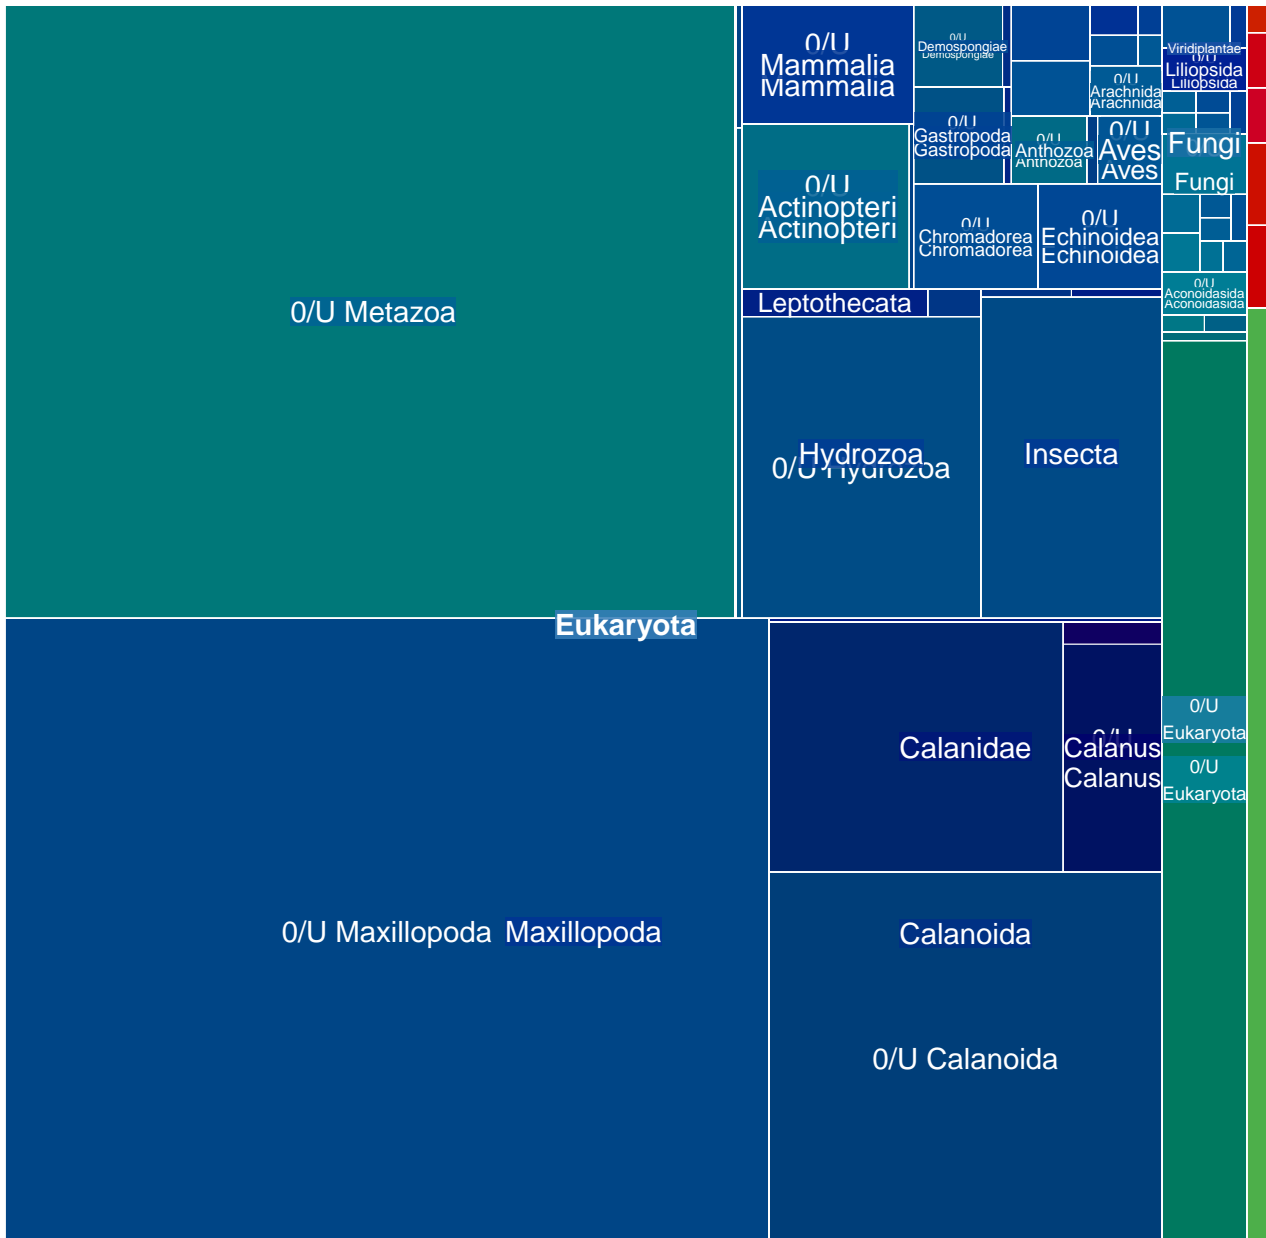 0/U Metazoa
Eukaryota
0/U Maxillopoda
Maxillopoda
0/U
Mammalia
Mammalia
0/U
Actinopteri
Actinopteri
0/U
Demospongiae
Demospongiae
0/U
Gastropoda
Gastropoda
0/U
Arachnida
Arachnida
0/U
Anthozoa
Anthozoa
0/U
Aves
Aves
0/U
Chromadorea
Chromadorea
0/U
Echinoidea
Echinoidea
Leptothecata
Hydrozoa
0/U Hydrozoa
Insecta
Calanidae
0/U
Calanus
Calanus
Calanoida
0/U Calanoida
Viridiplantae
0/U
Liliopsida
Liliopsida
Fungi
Fungi
0/U
Aconoidasida
Aconoidasida
0/U
Eukaryota
0/U
Eukaryota